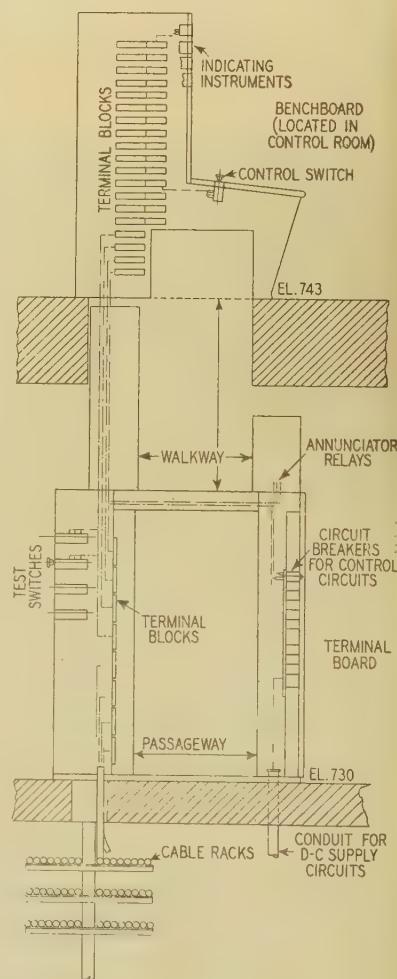 INDICATING
INSTRUMENTS
TERMINAL BLOCKS
BENCHBOARD
(LOCATED IN
CONTROL ROOM)
CONTROL SWITCH
EL.743
WALKWAY
ANNUNCIATOR
RELAYS
TEST
SWITCHES
CIRCUIT
BREAKERS
FOR CONTROL
CIRCUITS
TERMINAL
BLOCKS
TERMINAL
BOARD
PASSAGEWAY
EL.730
CABLE RACKS
CONDUIT FOR
D-C SUPPLY
CIRCUITS